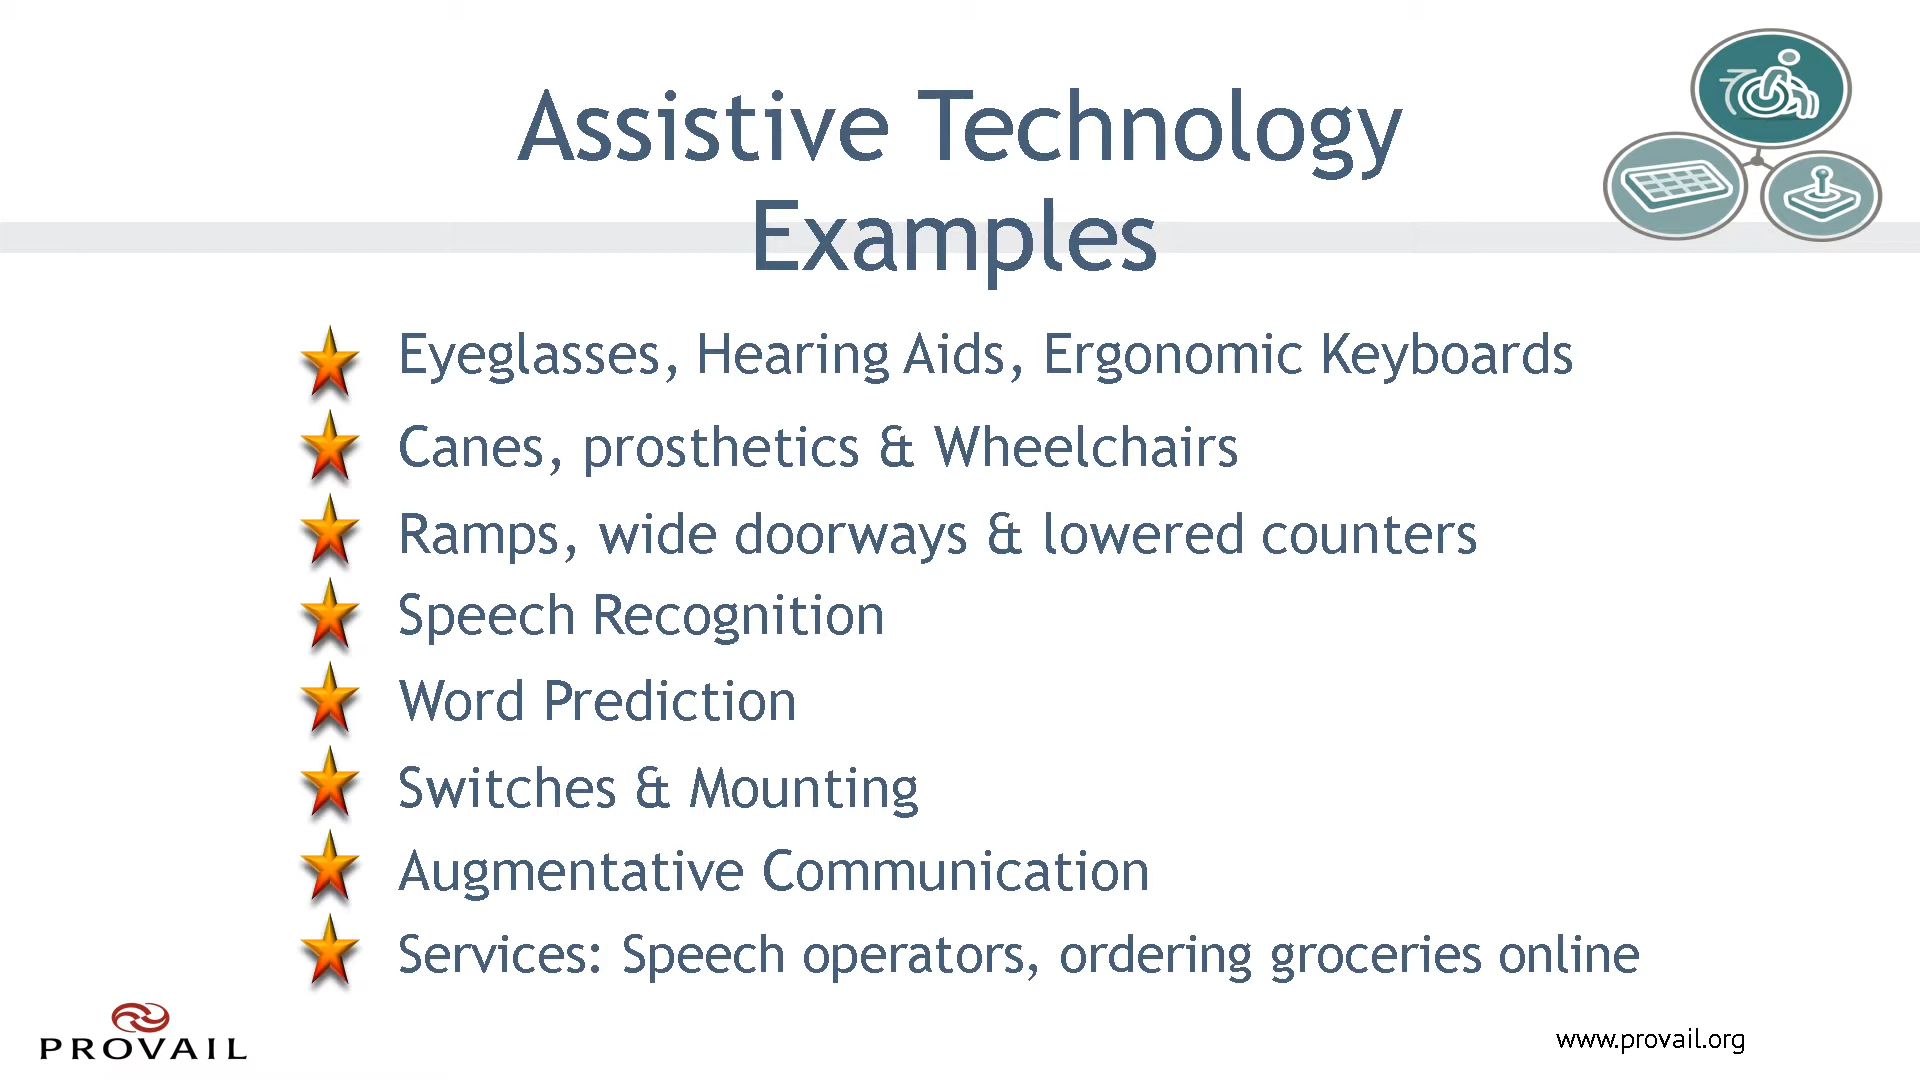 Assistive Technology
Examples
Eyeglasses, Hearing Aids, Ergonomic Keyboards
Canes, prosthetics & Wheelchairs
Ramps, wide doorways & lowered counters
Speech Recognition
Word Prediction
Switches & Mounting
Augmentative Communication
Services: Speech operators, ordering groceries online
PROVAIL
www.provail.org